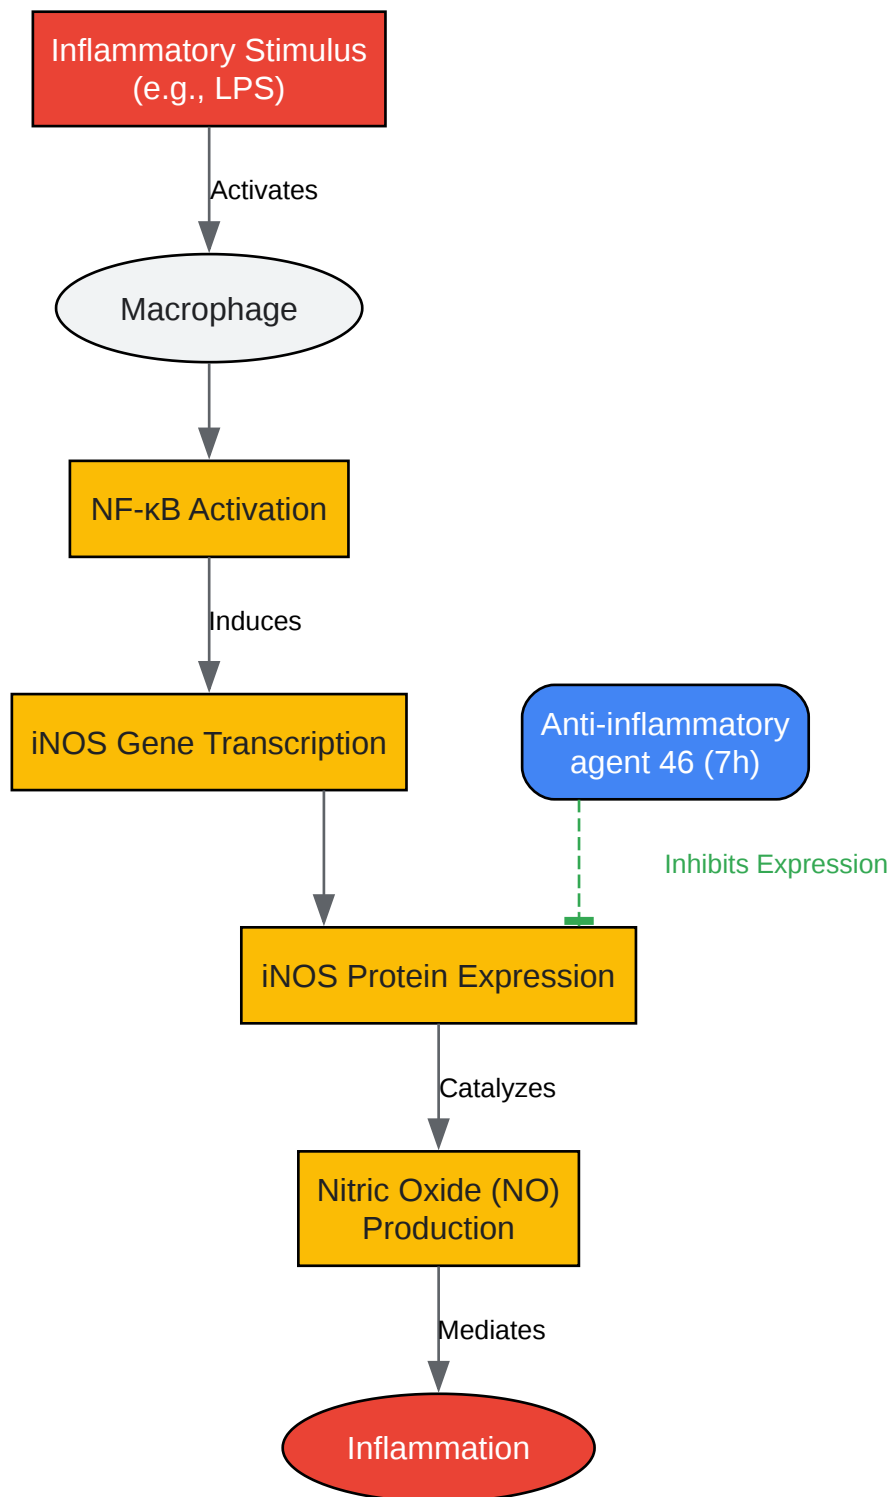 Inflammatory Stimulus
(e.g., LPS)
Activates
Macrophage
NF-κB Activation
Induces
iNOS Gene Transcription
Anti-inflammatory
agent 46 (7h)
Inhibits Expression
iNOS Protein Expression
Catalyzes
Nitric Oxide (NO)
Production
Mediates
Inflammation